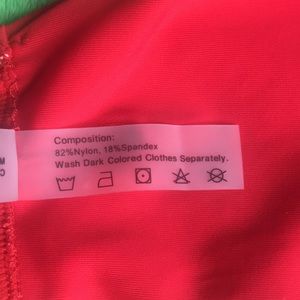 Composition:
82%Nylon, 18%Spandex
Wash Dark Colored Clothes Separately.